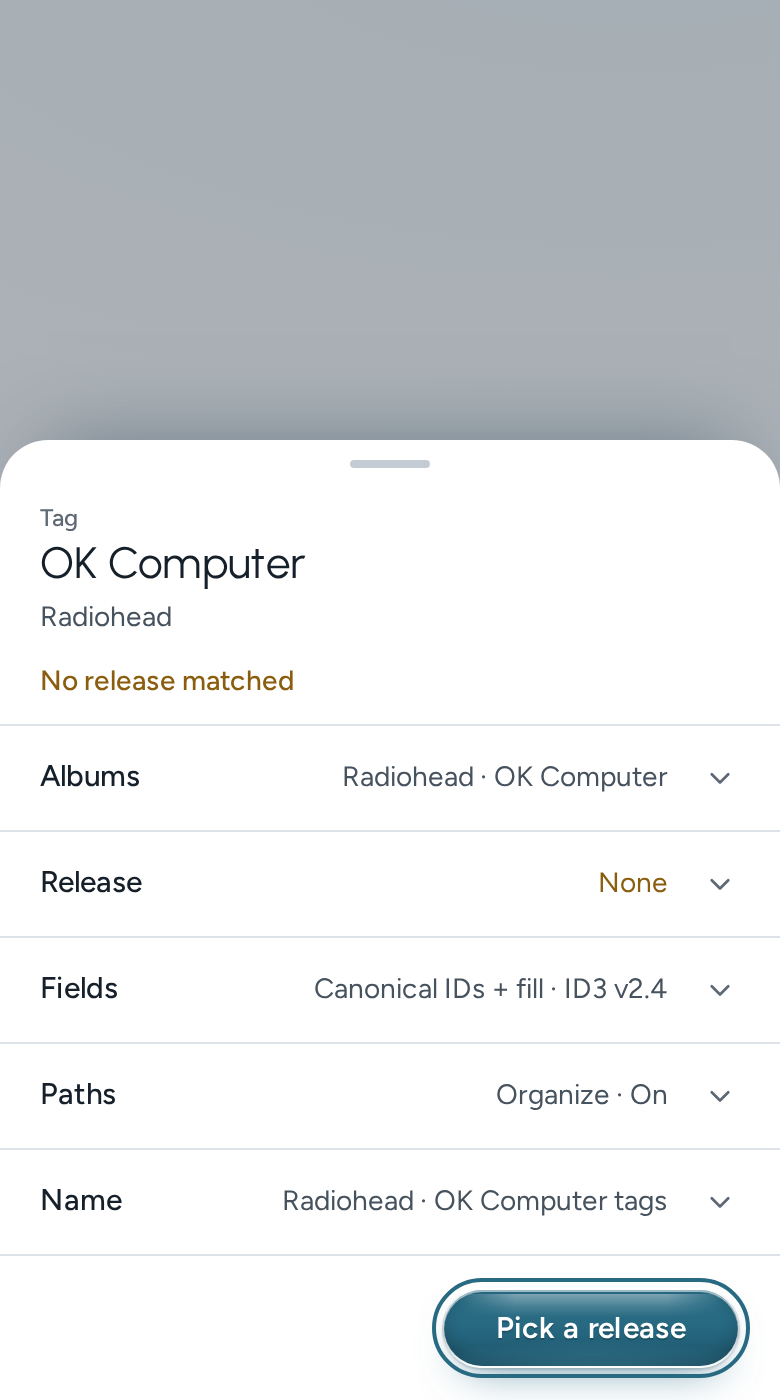 Tag
OK Computer
Radiohead
No release matched
Albums Radiohead · OK Computer
Release None
Fields Canonical IDs + fill · ID3 v2.4
Paths Organize · On
Name Radiohead · OK Computer tags
Pick a release